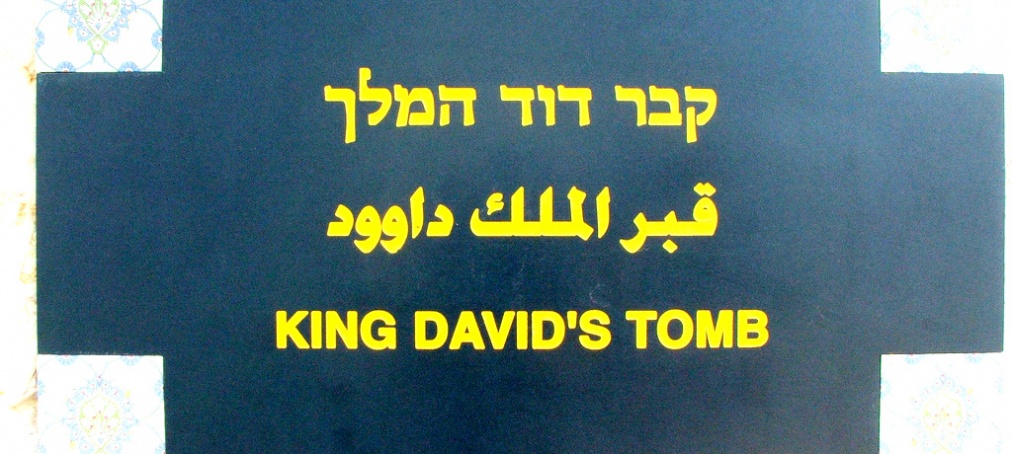 קבר דוד המלך
قبر الملك داوود
KING DAVID'S TOMB